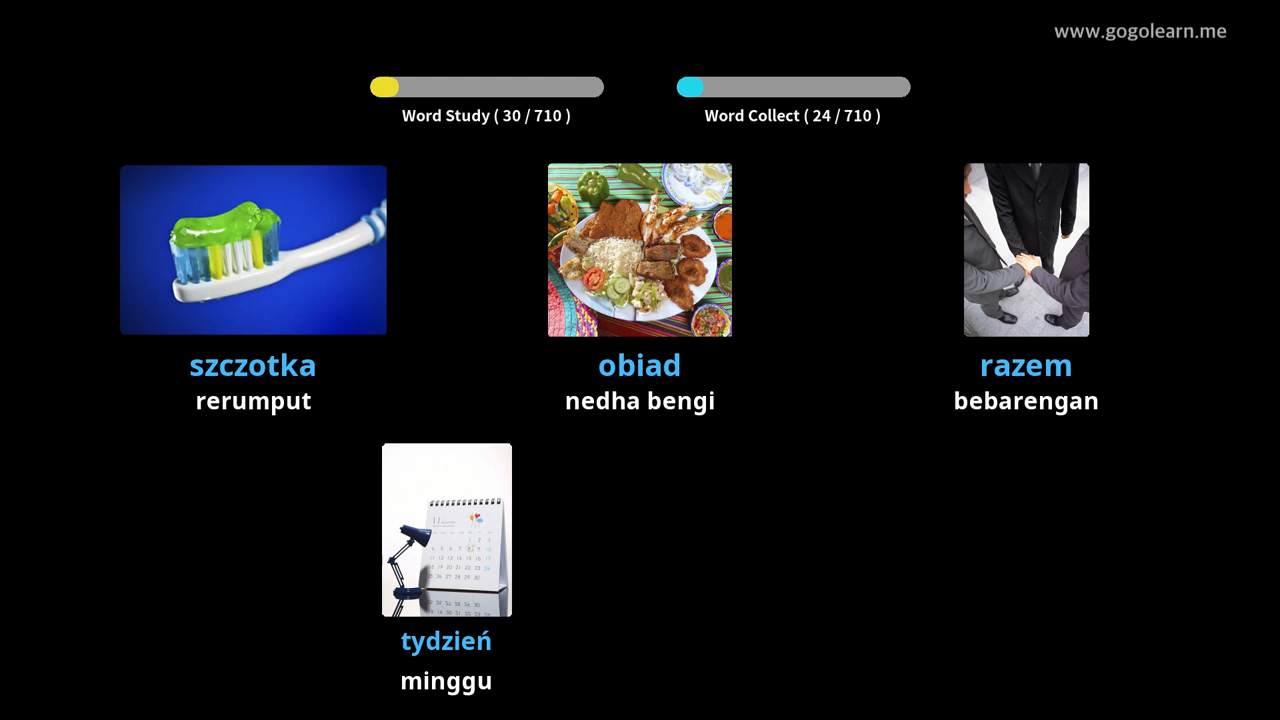 www.gogolearn.me
Word Study ( 30 / 710 )
Word Collect ( 24 / 710 )
szczotka
obiad
razem
rerumput
nedha bengi
bebarengan
tydzień
minggu